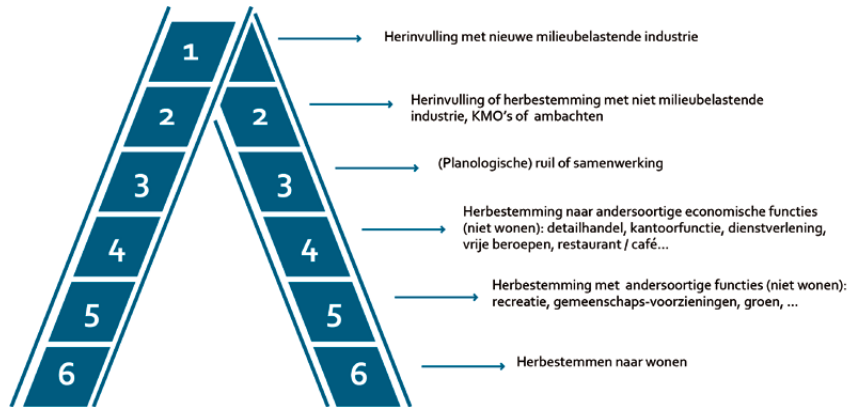 1
Herinvulling met nieuwe milieubelastende industrie
2
2
Herinvulling of herbestemming met niet milieubelastende
industrie, KMO's of ambachten
3
3
(Planologische) ruil of samenwerking
4
4
Herbestemming naar andersoortige economische functies
(niet wonen): detailhandel, kantoorfunctie, dienstverlening,
vrije beroepen, restaurant / café...
5
5
Herbestemming met andersoortige functies (niet wonen):
recreatie, gemeenschaps-voorzieningen, groen, ...
6
6
Herbestemmen naar wonen